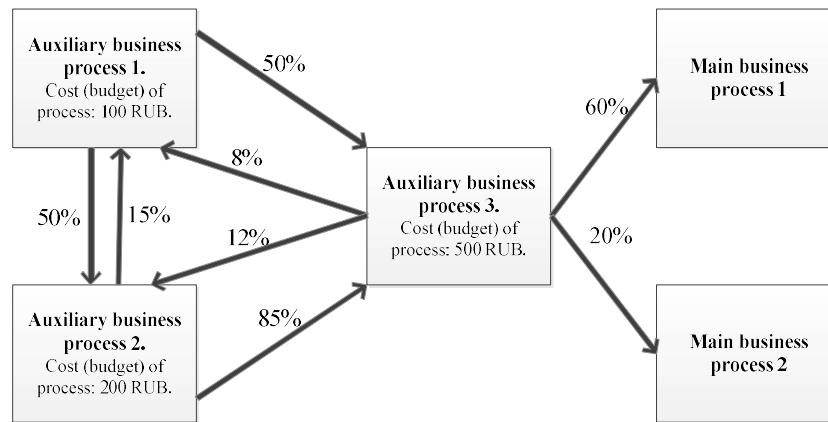 Auxiliary business
process 1.
Cost (budget) of
process: 100 RUB.
50%
Main business
process 1
60%
8%
Auxiliary business
process 3.
Cost (budget) of
process: 500 RUB.
50%
15%
12%
20%
Auxiliary business
process 2.
Cost (budget) of
process: 200 RUB.
85%
Main business
process 2